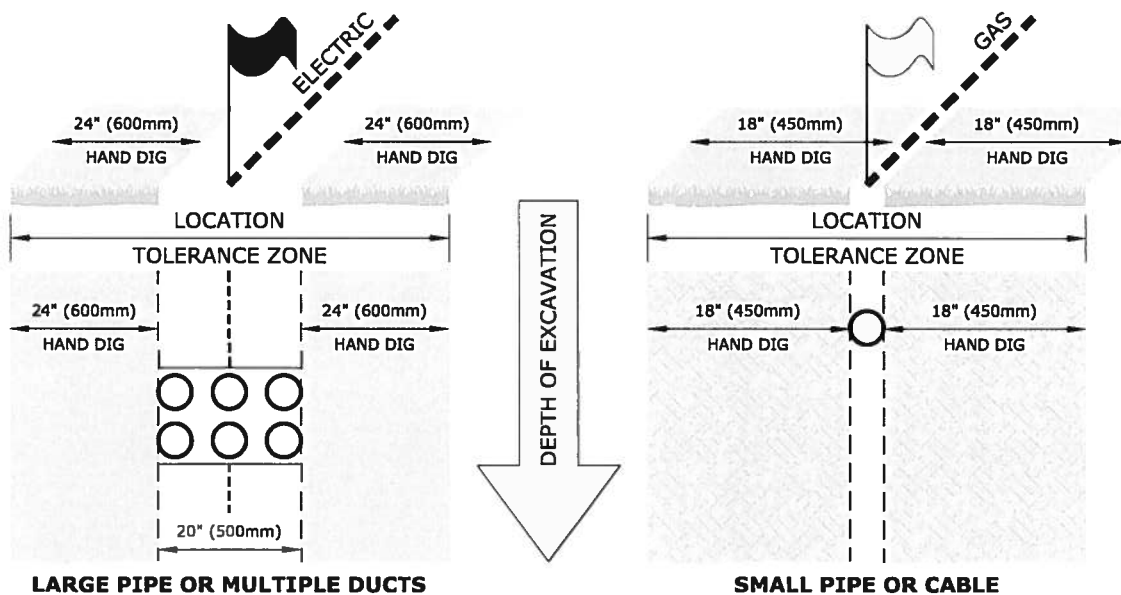 ELECTRIC
24" (600mm)
HAND DIG
24" (600mm)
HAND DIG
LOCATION
TOLERANCE ZONE
24" (600mm)
HAND DIG
24" (600mm)
HAND DIG
20" (500mm)
LARGE PIPE OR MULTIPLE DUCTS
DEPTH OF EXCAVATION
GAS
18" (450mm)
HAND DIG
18" (450mm)
HAND DIG
LOCATION
TOLERANCE ZONE
18" (450mm)
HAND DIG
18" (450mm)
HAND DIG
SMALL PIPE OR CABLE